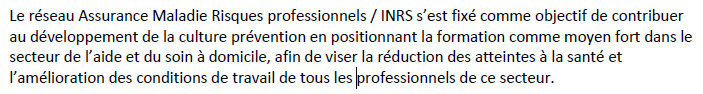 Le réseau Assurance Maladie Risques professionnels / INRS s’est fixé comme objectif de contribuer
au développement de la culture prévention en positionnant la formation comme moyen fort dans le
secteur de l’aide et du soin à domicile, afin de viser la réduction des atteintes à la santé et
l’amélioration des conditions de travail de tous les professionnels de ce secteur.